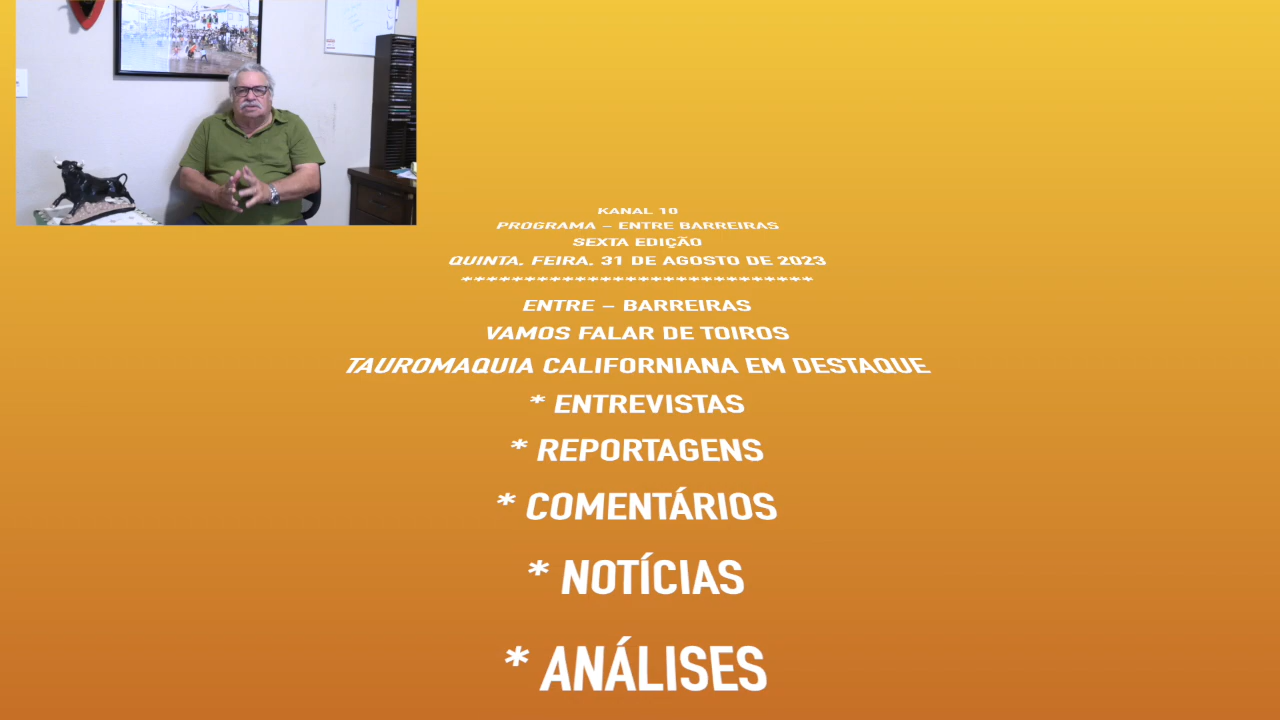 KANAL 10
PROGRAMA – ENTRE BARREIRAS
SEXTA EDIÇÃO
QUINTA, FEIRA, 31 DE AGOSTO DE 2023
****************************
ENTRE – BARREIRAS
VAMOS FALAR DE TOIROS
TAUROMAQUIA CALIFORNIANA EM DESTAQUE
* ENTREVISTAS
* REPORTAGENS
* COMENTÁRIOS
* NOTÍCIAS
* ANÁLISES